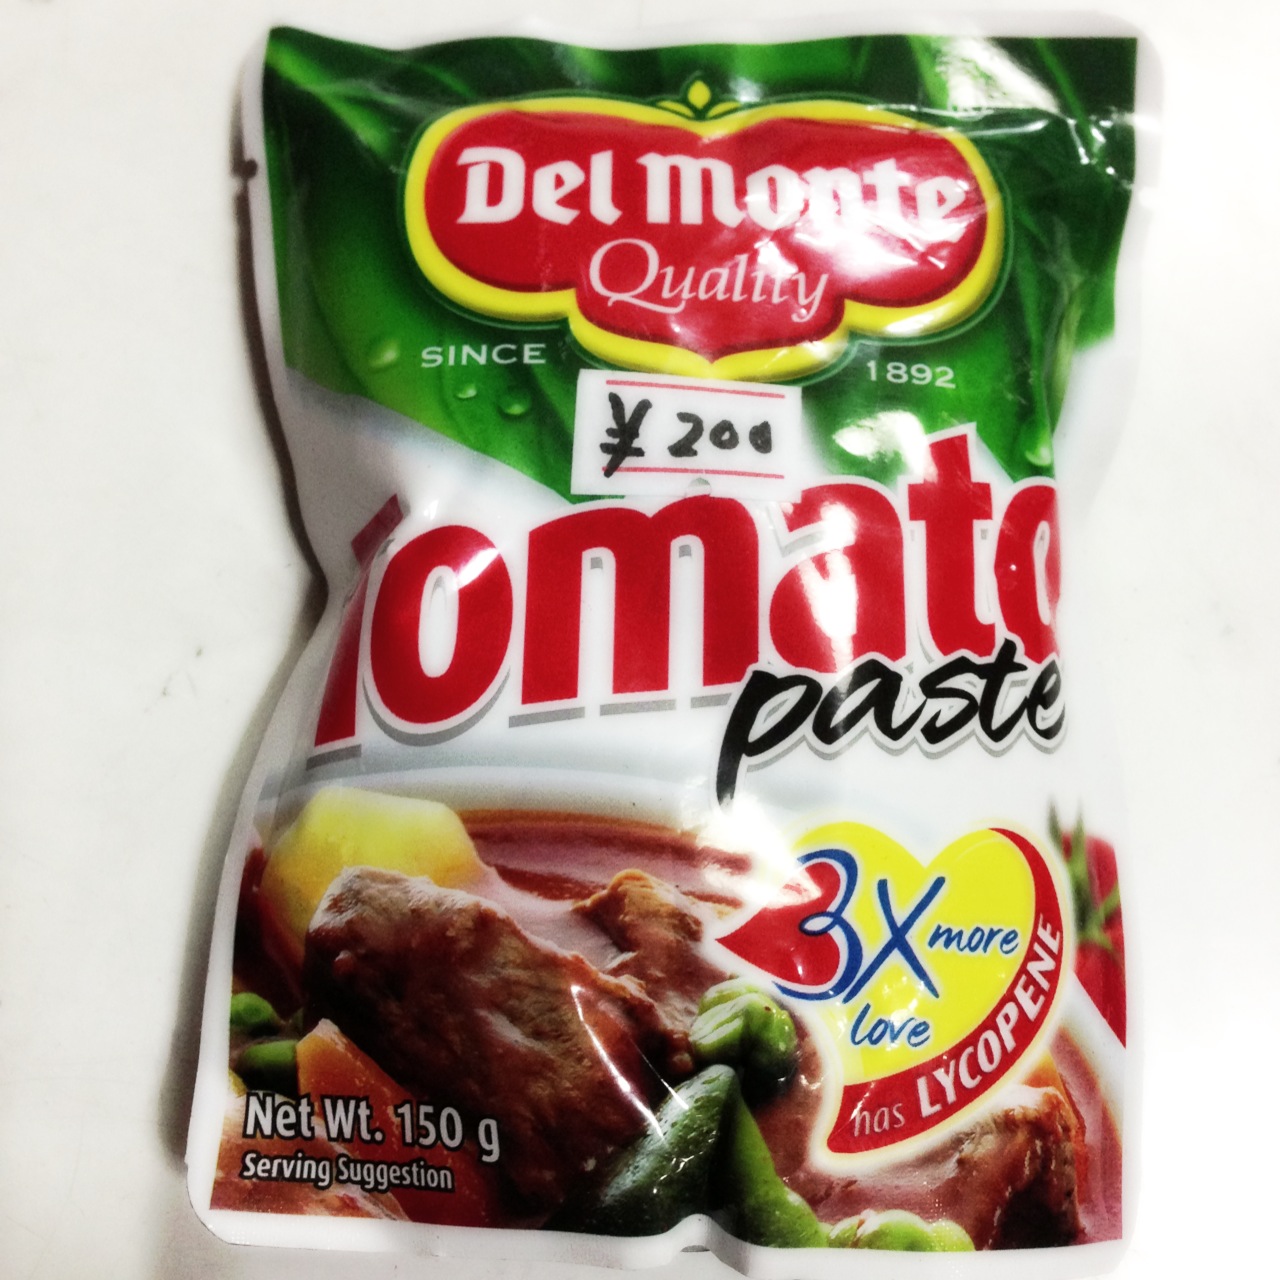 Del Monte
Quality
SINCE 1892
¥ 200
Tomato
paste
3X more
love
has LYCOPENE
Net Wt. 150 g
Serving Suggestion